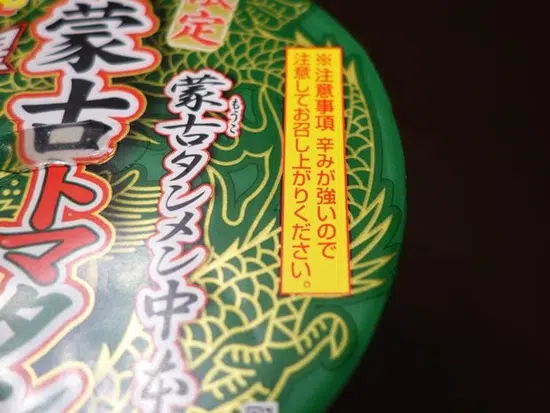 限定
蒙古トマタン
もうこ
蒙古タンメン中本
※注意事項 辛みが強いので
注意してお召し上がりください。